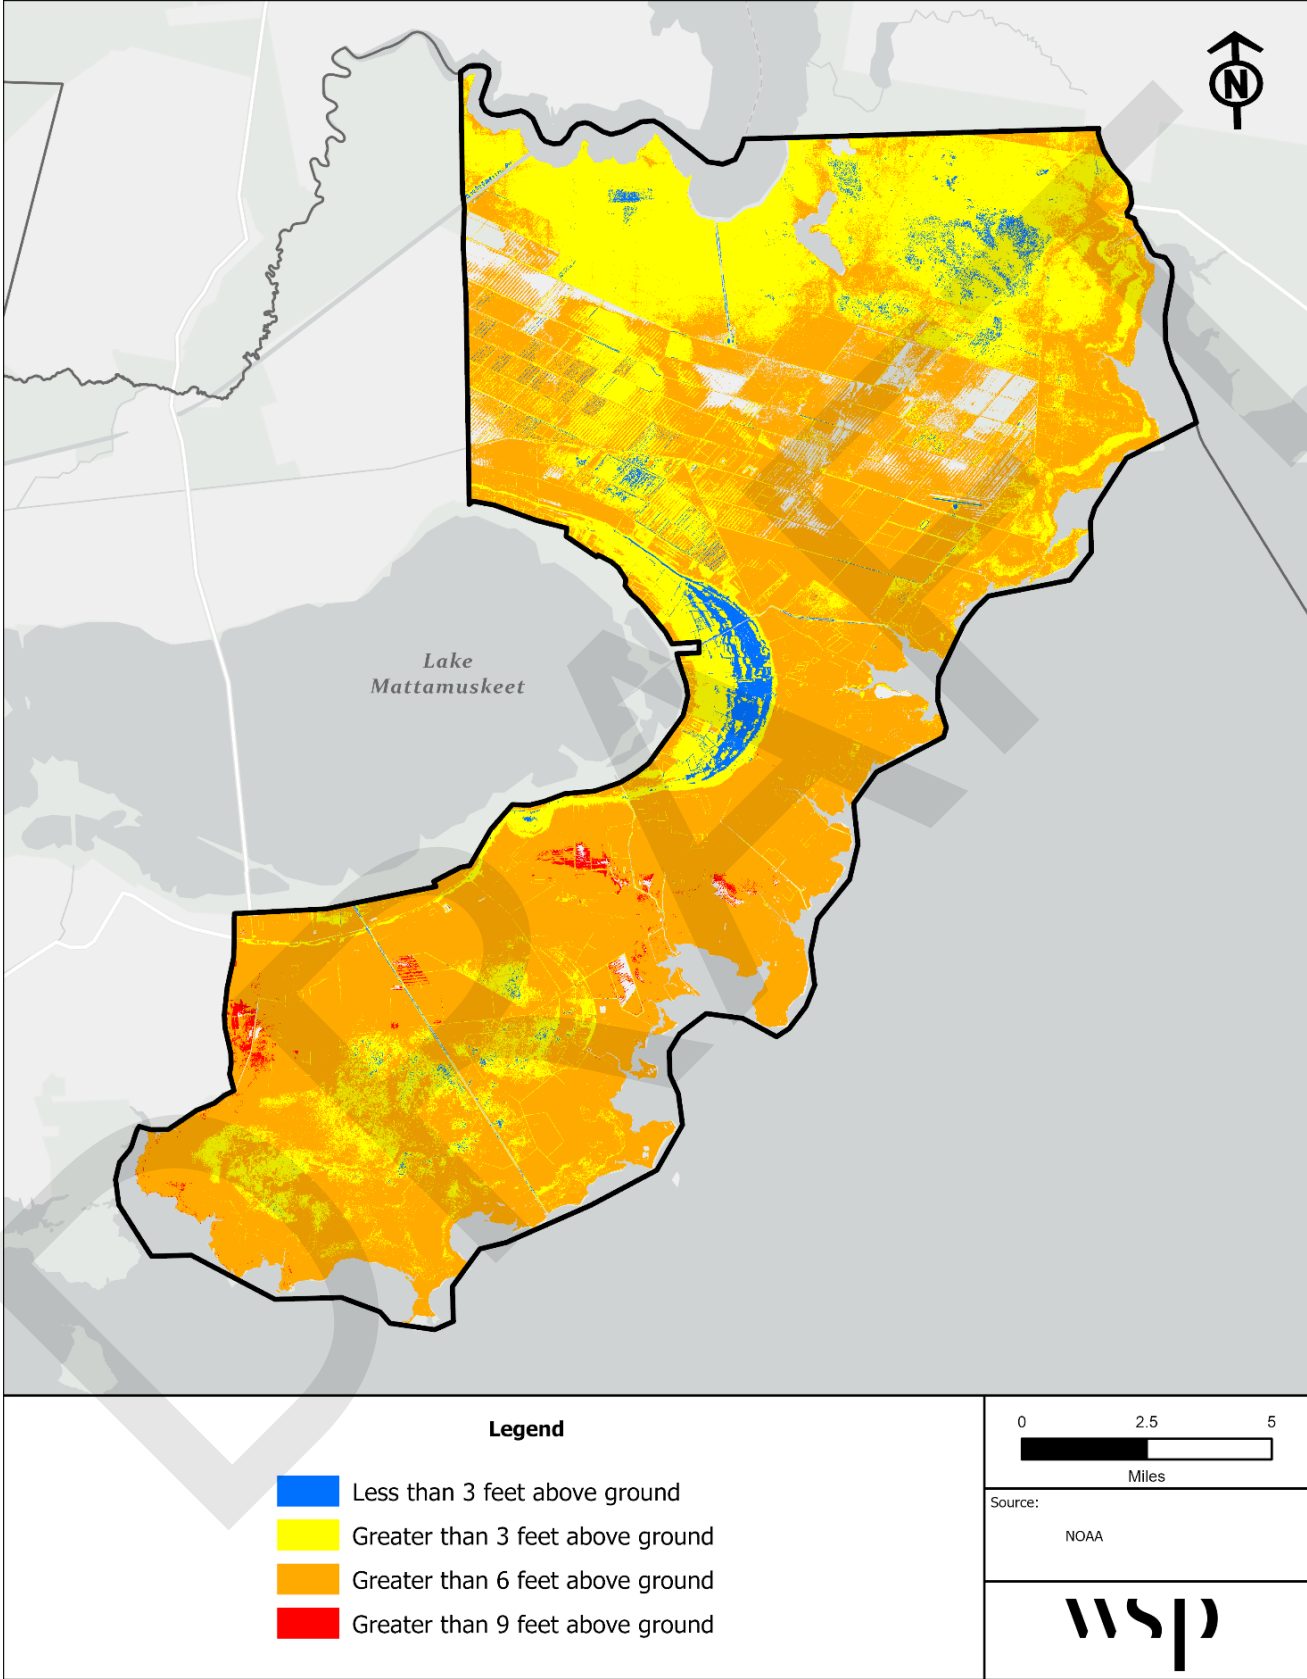 N
Lake
Mattamuskeet
DRAFT
Legend
Less than 3 feet above ground
Greater than 3 feet above ground
Greater than 6 feet above ground
Greater than 9 feet above ground
0 2.5 5
Miles
Source:
NOAA
wsp